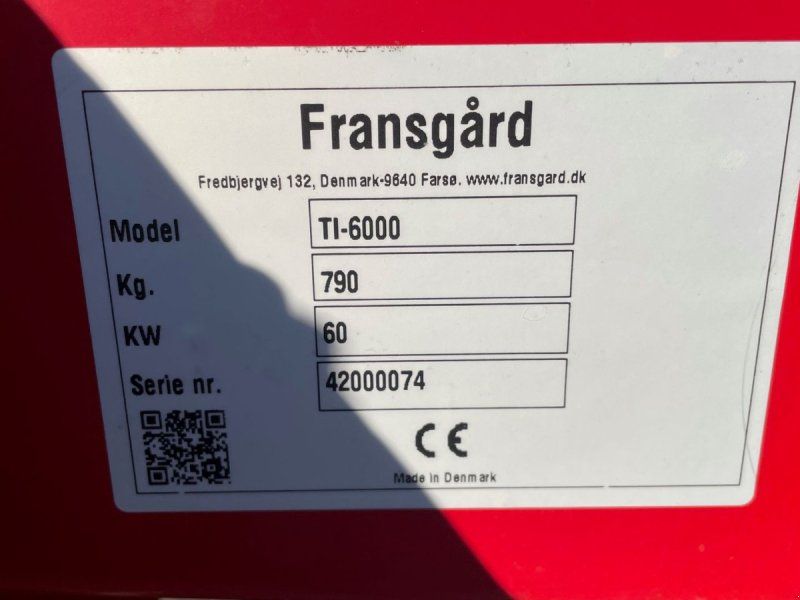 Fransgård
Fredbjergvej 132, Denmark-9640 Farsø. www.fransgard.dk
Model TI-6000
Kg. 790
KW 60
Serie nr. 42000074
CE
Made in Denmark